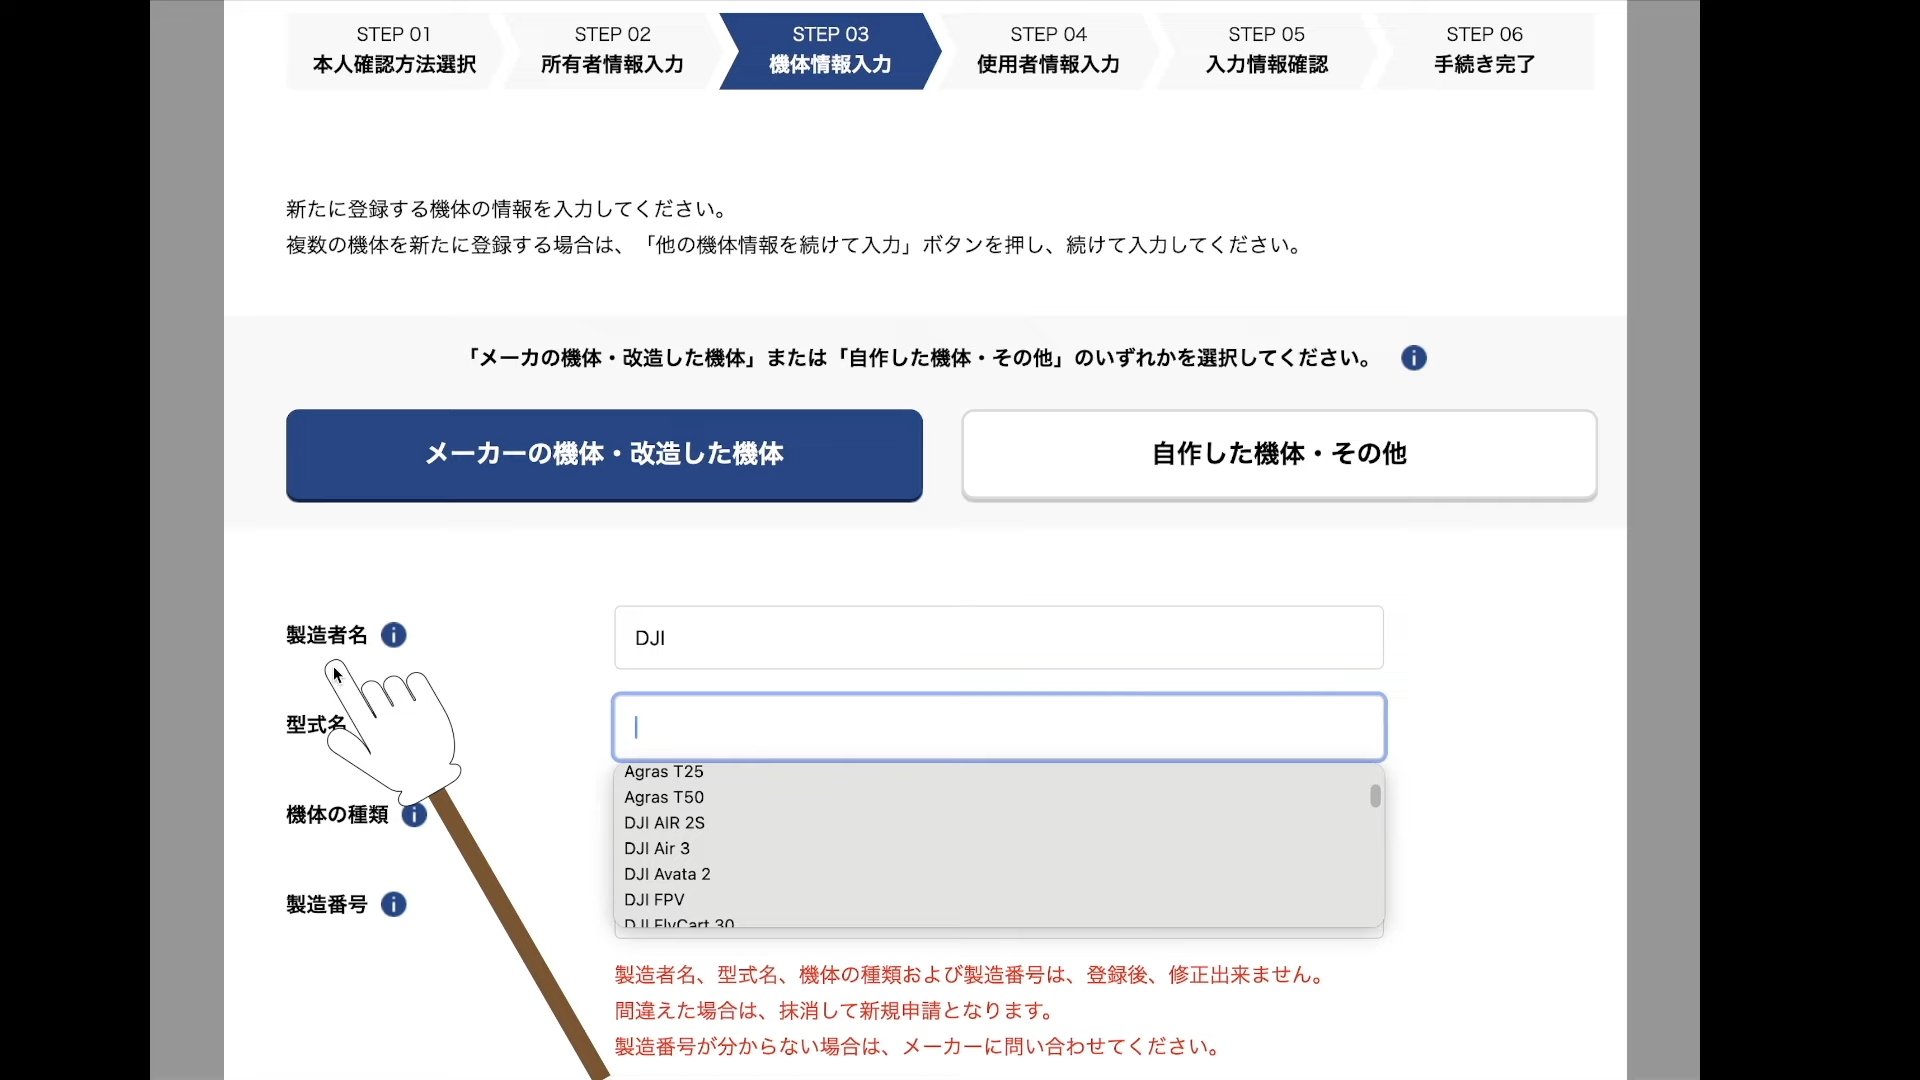 STEP 01
本人確認方法選択
STEP 02
所有者情報入力
STEP 03
機体情報入力
STEP 04
使用者情報入力
STEP 05
入力情報確認
STEP 06
手続き完了
新たに登録する機体の情報を入力してください。
複数の機体を新たに登録する場合は、「他の機体情報を続けて入力」ボタンを押し、続けて入力してください。
「メーカの機体・改造した機体」または「自作した機体・その他」のいずれかを選択してください。
メーカーの機体・改造した機体
自作した機体・その他
製造者名
DJI
型式名
Agras T25
Agras T50
DJI AIR 2S
DJI Air 3
DJI Avata 2
DJI FPV
DJI FlyCart 30
機体の種類
製造番号
製造者名、型式名、機体の種類および製造番号は、登録後、修正出来ません。
間違えた場合は、抹消して新規申請となります。
製造番号が分からない場合は、メーカーに問い合わせてください。